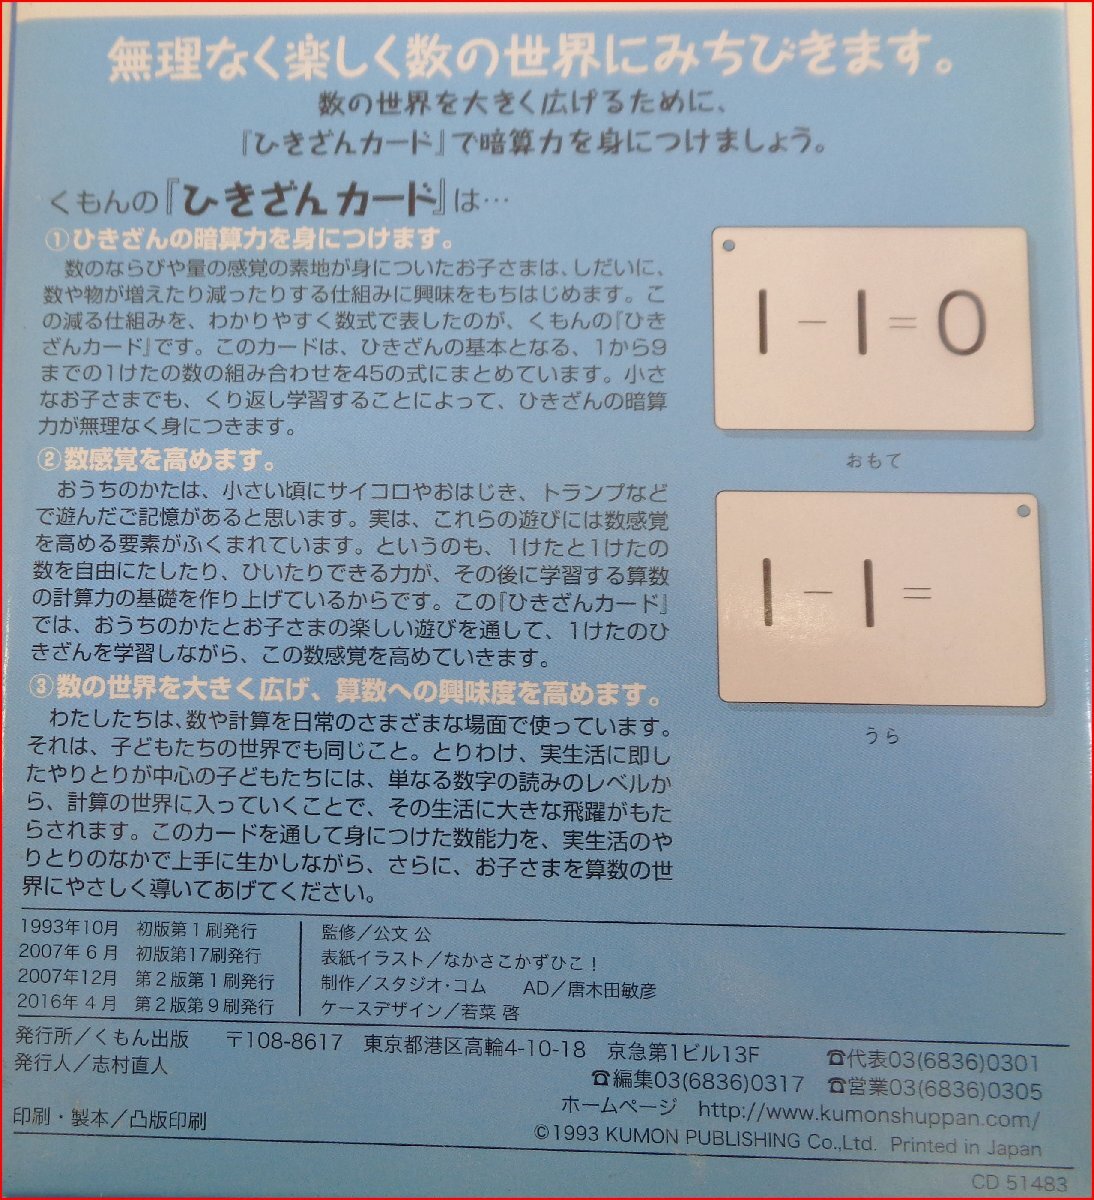 無理なく楽しく数の世界にみちびきます。
数の世界を大きく広げるために、
『ひきざんカード』で暗算力を身につけましょう。
くもんの『ひきざんカード』は…
①ひきざんの暗算力を身につけます。
数のならびや量の感覚の素地が身についたお子さまは、しだいに、
数や物が増えたり減ったりする仕組みに興味をもちはじめます。こ
の減る仕組みを、わかりやすく数式で表したのが、くもんの『ひき
ざんカード』です。このカードは、ひきざんの基本となる、1から9
までの1けたの数の組み合わせを45の式にまとめています。小さ
なお子さまでも、くり返し学習することによって、ひきざんの暗算
力が無理なく身につきます。
②数感覚を高めます。
おうちのかたは、小さい頃にサイコロやおはじき、トランプなど
で遊んだご記憶があると思います。実は、これらの遊びには数感覚
を高める要素がふくまれています。というのも、1けたと1けたの
数を自由にたしたり、ひいたりできる力が、その後に学習する算数
の計算力の基礎を作り上げているからです。この『ひきざんカード』
では、おうちのかたとお子さまの楽しい遊びを通して、1けたのひ
きざんを学習しながら、この数感覚を高めていきます。
③数の世界を大きく広げ、算数への興味度を高めます。
わたしたちは、数や計算を日常のさまざまな場面で使っています。
それは、子どもたちの世界でも同じこと。とりわけ、実生活に即し
たやりとりが中心の子どもたちには、単なる数字の読みのレベルか
ら、計算の世界に入っていくことで、その生活に大きな飛躍がもた
らされます。このカードを通して身につけた数能力を、実生活のや
りとりのなかで上手に生かしながら、さらに、お子さまを算数の世
界にやさしく導いてあげてください。
1－1＝0
おもて
1－1＝
うら
1993年10月 初版第1刷発行
2007年6月 初版第17刷発行
2007年12月 第2版第1刷発行
2016年4月 第2版第9刷発行
監修／公文 公
表紙イラスト／なかさこかずひこ！
制作／スタジオ・コム AD／唐木田敏彦
ケースデザイン／若菜 啓
発行所／くもん出版 〒108-8617 東京都港区高輪4-10-18 京急第1ビル13F ☎代表03(6836)0301
発行人／志村直人 ☎編集03(6836)0317 ☎営業03(6836)0305
ホームページ http://www.kumonshuppan.com/
印刷・製本／凸版印刷
©1993 KUMON PUBLISHING Co.,Ltd. Printed in Japan
CD 51483